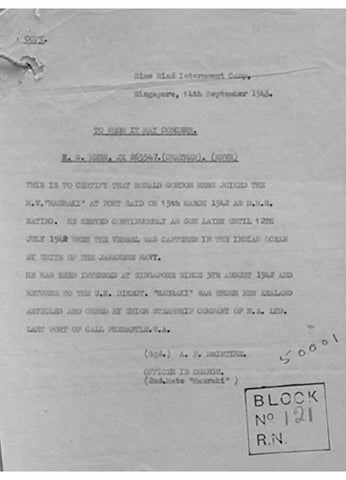 COPY.
Sime Road Internment Camp,
Singapore, 14th September 1945.
TO WHOM IT MAY CONCERN.
R. G. JX (CHATHAM). (RNVR)
THIS IS TO CERTIFY THAT RONALD GORDON JOINED THE
M.V."HAURAKI" AT PORT SAID ON 15TH MARCH 1942 AS D.E.M.S.
RATING. HE SERVED CONTINUOUSLY AS GUN LAYER UNTIL 12TH
JULY 1942 WHEN THE VESSEL WAS CAPTURED IN THE INDIAN OCEAN
BY UNITS OF THE JAPANESE NAVY.
HE HAS BEEN INTERNED AT SINGAPORE SINCE 5TH AUGUST 1942 AND
RETURNS TO THE U.K. DIRECT. "HAURAKI" WAS UNDER NEW ZEALAND
ARTICLES AND OWNED BY UNION STEAMSHIP COMPANY OF N.Z. LTD.
LAST PORT OF CALL FREMANTLE.W.A.
(Sgd.) A. F. McINTYRE.
OFFICER IN CHARGE.
(2nd.Mate "Hauraki" )
50001
BLOCK
No 121
R.N.